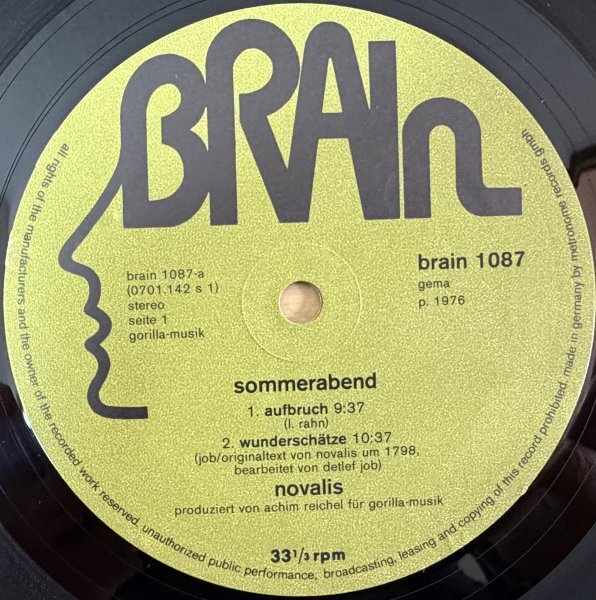 BRAIN
brain 1087-a
(0701.142 s 1)
stereo
seite 1
gorilla-musik
brain 1087
gema
p. 1976
sommerabend
1. aufbruch 9:37
(l. rahn)
2. wunderschätze 10:37
(job/originaltext von novalis um 1798,
bearbeitet von detlef job)
novalis
produziert von achim reichel für gorilla-musik
33 1/3 rpm
all rights of the manufacturers and the owner of the recorded work reserved. unauthorized public performance, broadcasting, leasing and copying of this record prohibited. made in germany by metronome records gmbh